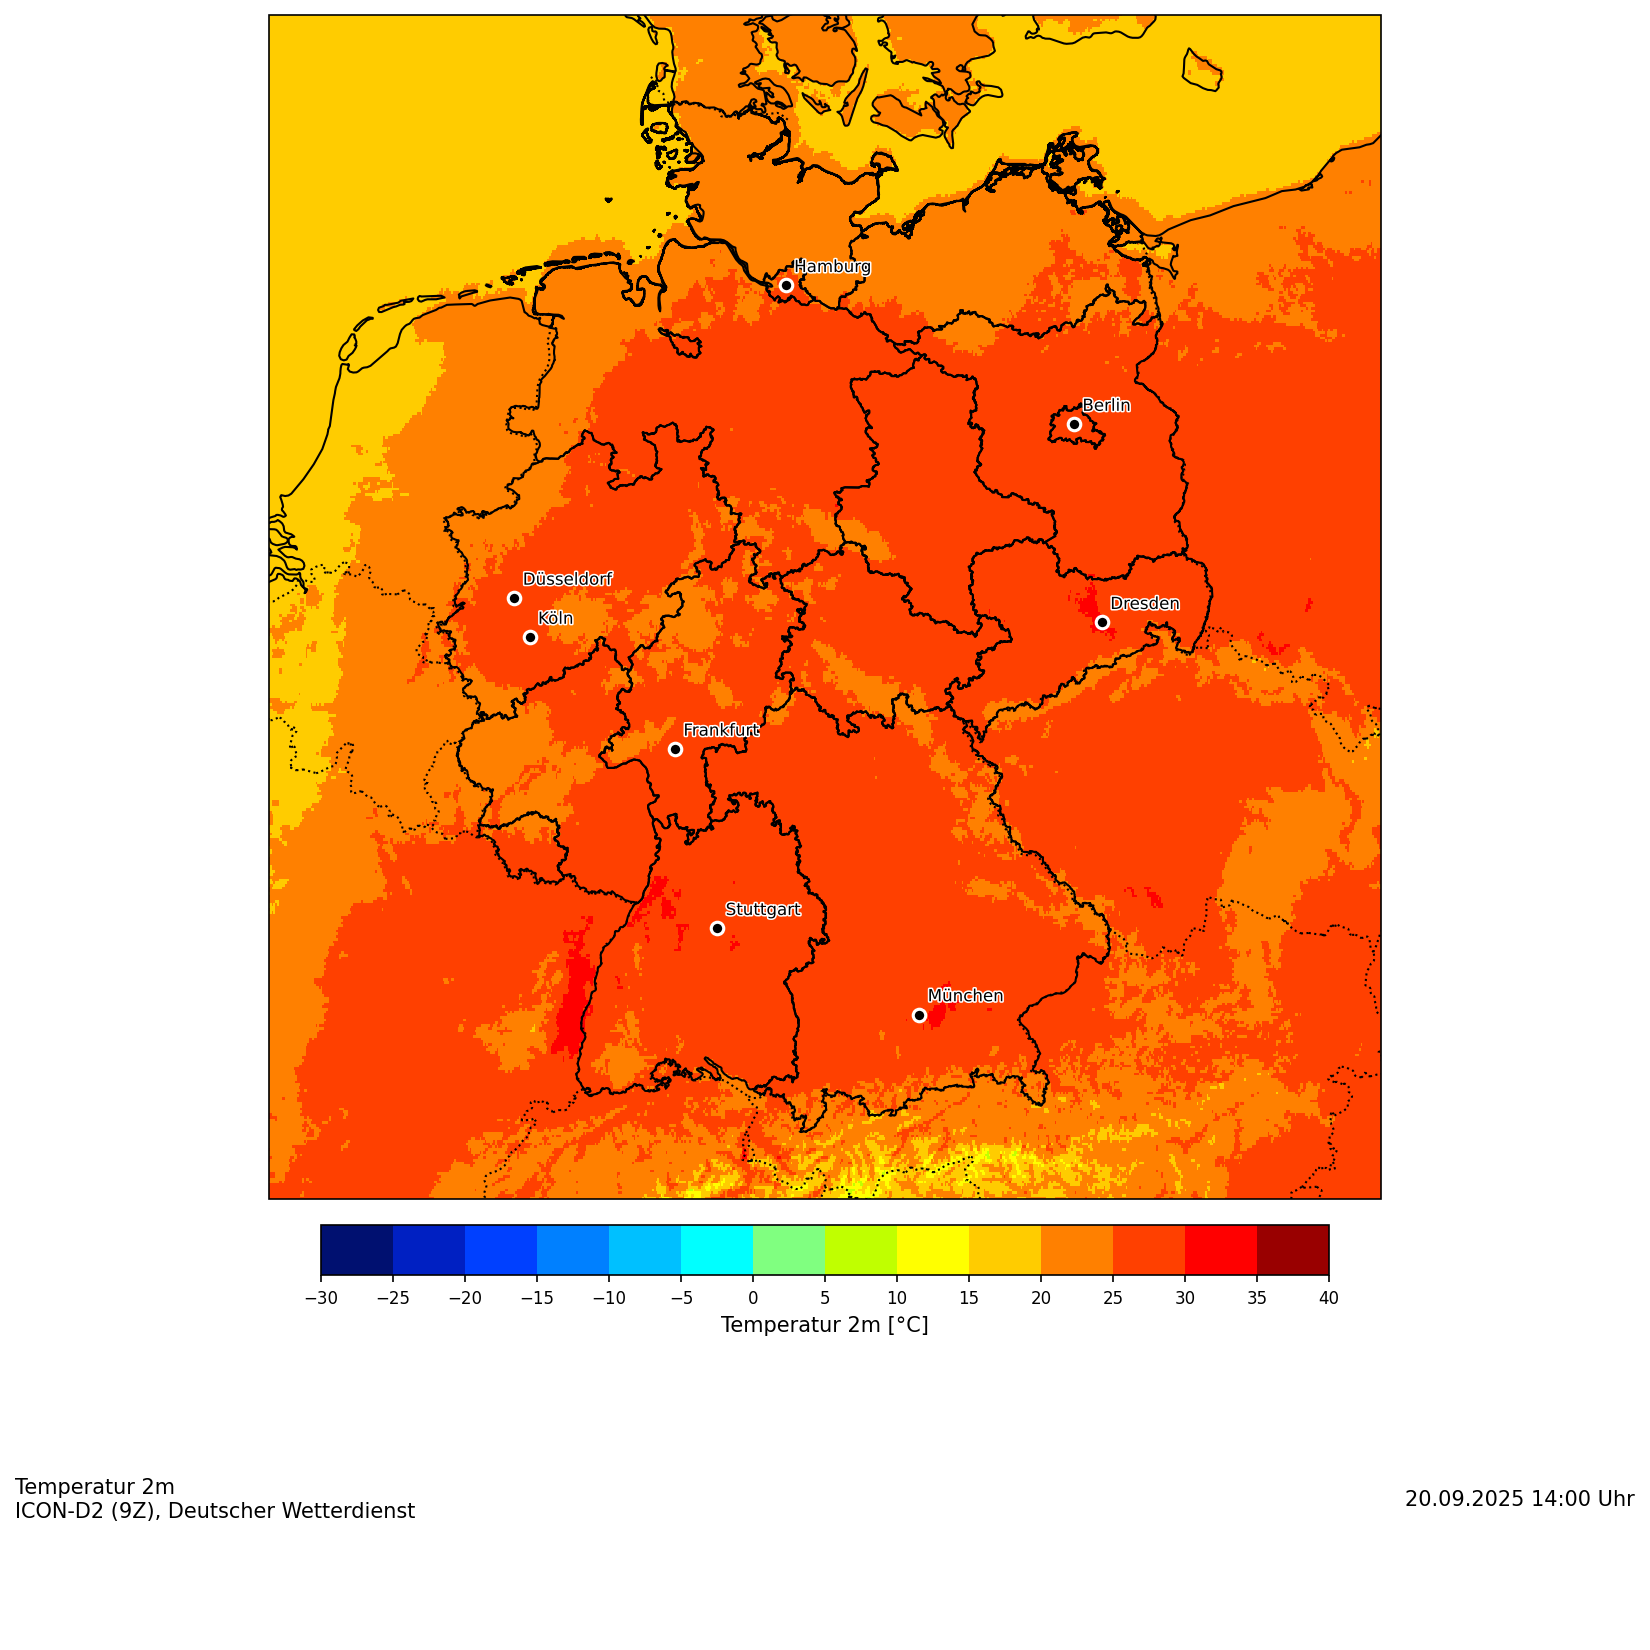 Hamburg
Berlin
Düsseldorf
Köln
Dresden
Frankfurt
Stuttgart
München
−30 −25 −20 −15 −10 −5 0 5 10 15 20 25 30 35 40
Temperatur 2m [°C]
Temperatur 2m
ICON-D2 (9Z), Deutscher Wetterdienst
20.09.2025 14:00 Uhr